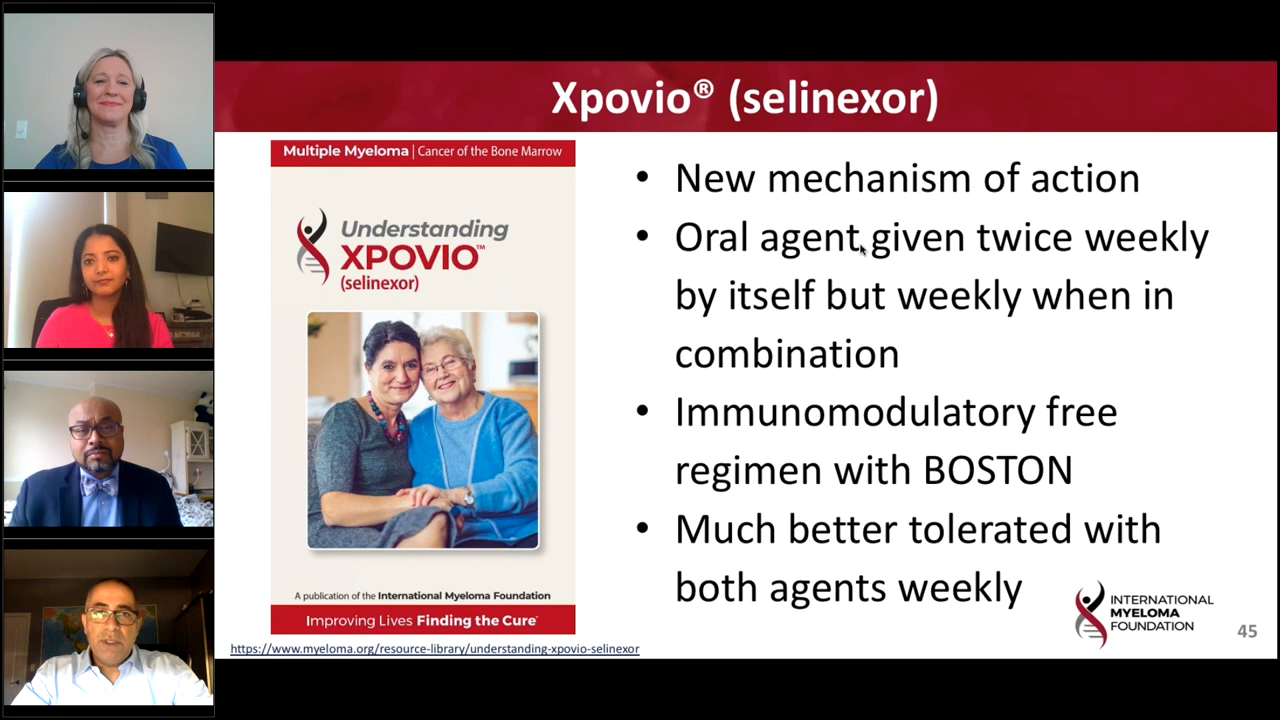 Xpovio® (selinexor)
Multiple Myeloma | Cancer of the Bone Marrow
Understanding
XPOVIO™
(selinexor)
A publication of the International Myeloma Foundation
Improving Lives Finding the Cure®
https://www.myeloma.org/resource-library/understanding-xpovio-selinexor
• New mechanism of action
• Oral agent given twice weekly
by itself but weekly when in
combination
• Immunomodulatory free
regimen with BOSTON
• Much better tolerated with
both agents weekly
INTERNATIONAL
MYELOMA
FOUNDATION
45